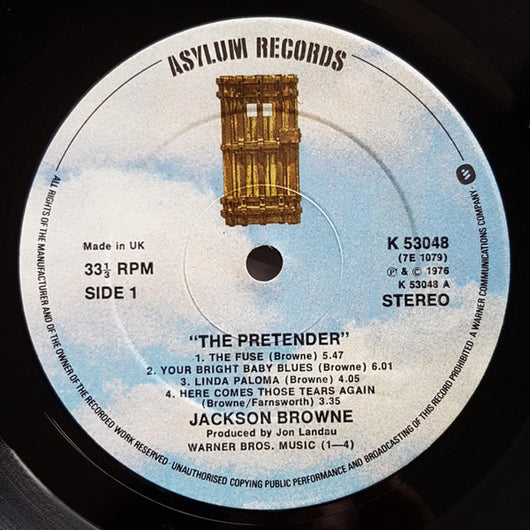 ASYLUM RECORDS
Made in UK
33⅓ RPM
SIDE 1
K 53048
(7E 1079)
Ⓟ & © 1976
K 53048 A
STEREO
"THE PRETENDER"
1. THE FUSE (Browne) 5.47
2. YOUR BRIGHT BABY BLUES (Browne) 6.01
3. LINDA PALOMA (Browne) 4.05
4. HERE COMES THOSE TEARS AGAIN
(Browne/Farnsworth) 3.35
JACKSON BROWNE
Produced by Jon Landau
WARNER BROS. MUSIC (1—4)
ALL RIGHTS OF THE MANUFACTURER AND OF THE OWNER OF THE RECORDED WORK RESERVED · UNAUTHORISED COPYING PUBLIC PERFORMANCE AND BROADCASTING OF THIS RECORD PROHIBITED · A WARNER COMMUNICATIONS COMPANY.